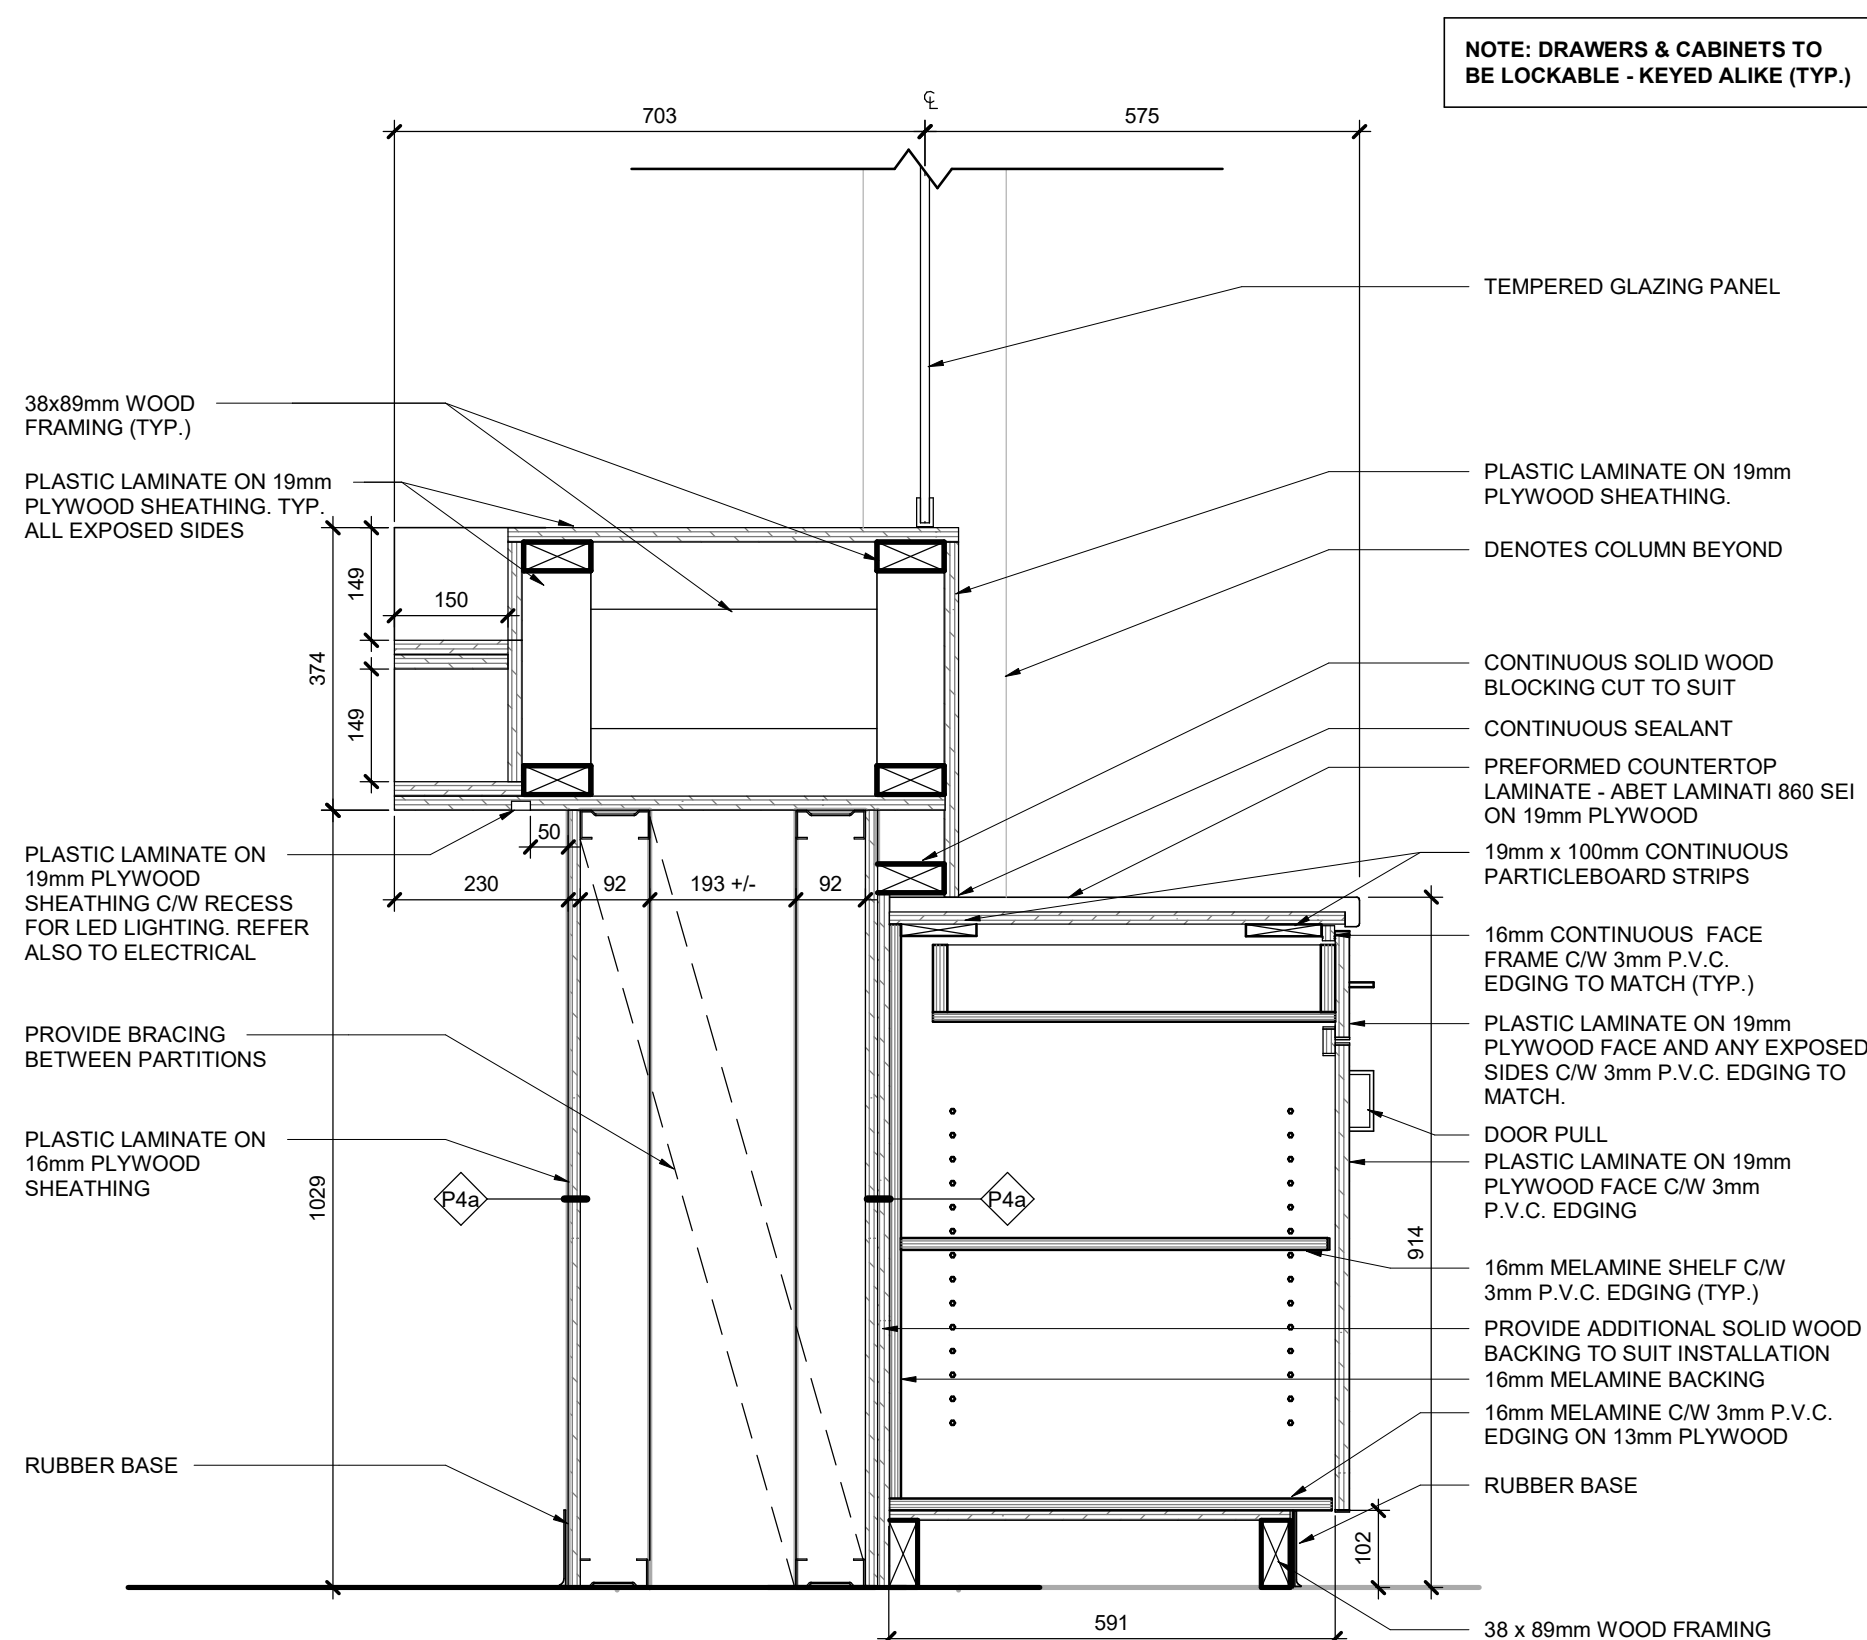 NOTE: DRAWERS & CABINETS TO
BE LOCKABLE - KEYED ALIKE (TYP.)
℄
703
575
TEMPERED GLAZING PANEL
38x89mm WOOD
FRAMING (TYP.)
PLASTIC LAMINATE ON 19mm
PLYWOOD SHEATHING. TYP.
ALL EXPOSED SIDES
PLASTIC LAMINATE ON 19mm
PLYWOOD SHEATHING.
DENOTES COLUMN BEYOND
149
150
374
149
CONTINUOUS SOLID WOOD
BLOCKING CUT TO SUIT
CONTINUOUS SEALANT
PREFORMED COUNTERTOP
LAMINATE - ABET LAMINATI 860 SEI
ON 19mm PLYWOOD
50
230
92
193 +/-
92
PLASTIC LAMINATE ON
19mm PLYWOOD
SHEATHING C/W RECESS
FOR LED LIGHTING. REFER
ALSO TO ELECTRICAL
19mm x 100mm CONTINUOUS
PARTICLEBOARD STRIPS
16mm CONTINUOUS FACE
FRAME C/W 3mm P.V.C.
EDGING TO MATCH (TYP.)
PROVIDE BRACING
BETWEEN PARTITIONS
PLASTIC LAMINATE ON 19mm
PLYWOOD FACE AND ANY EXPOSED
SIDES C/W 3mm P.V.C. EDGING TO
MATCH.
DOOR PULL
PLASTIC LAMINATE ON
16mm PLYWOOD
SHEATHING
PLASTIC LAMINATE ON 19mm
PLYWOOD FACE C/W 3mm
P.V.C. EDGING
P4a
P4a
1029
914
16mm MELAMINE SHELF C/W
3mm P.V.C. EDGING (TYP.)
PROVIDE ADDITIONAL SOLID WOOD
BACKING TO SUIT INSTALLATION
16mm MELAMINE BACKING
16mm MELAMINE C/W 3mm P.V.C.
EDGING ON 13mm PLYWOOD
RUBBER BASE
RUBBER BASE
102
591
38 x 89mm WOOD FRAMING